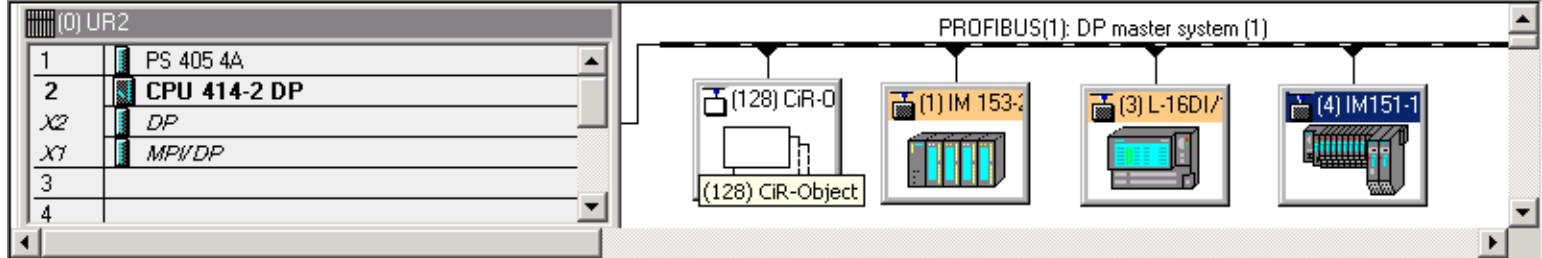 (0) UR2
1 PS 405 4A
2 CPU 414-2 DP
X2 DP
X1 MPI/DP
3
4
PROFIBUS(1): DP master system (1)
(128) CiR-O
(1) IM 153-2
(3) L-16DI/1
(4) IM151-1
(128) CiR-Object